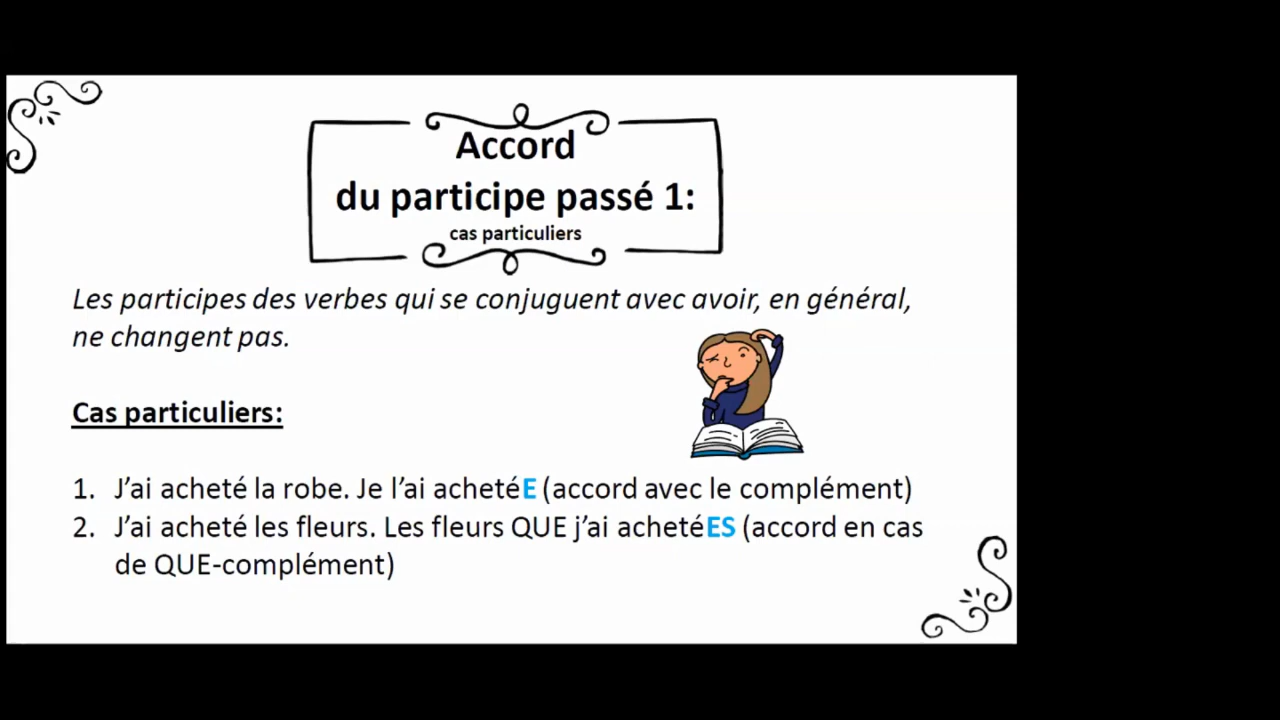 Accord
du participe passé 1:
cas particuliers
Les participes des verbes qui se conjuguent avec avoir, en général,
ne changent pas.
Cas particuliers:
1. J’ai acheté la robe. Je l’ai achetéE (accord avec le complément)
2. J’ai acheté les fleurs. Les fleurs QUE j’ai achetéES (accord en cas
de QUE-complément)